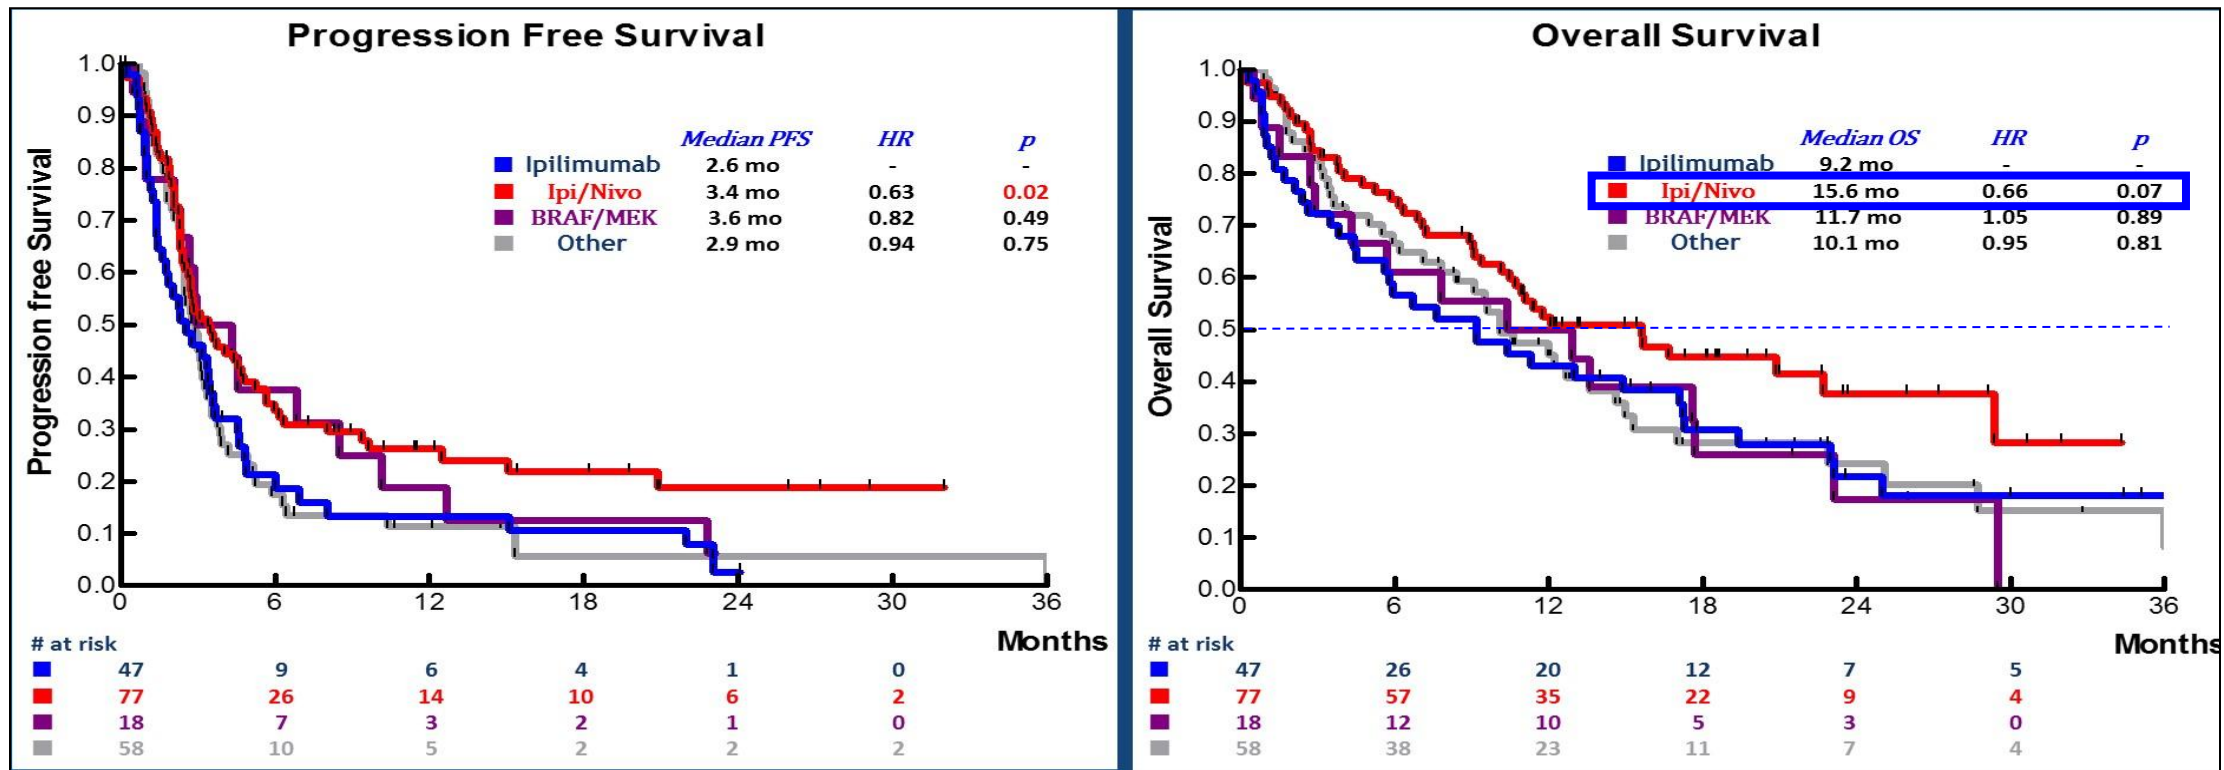 Progression Free Survival
Progression free Survival
1.0
0.9
0.8
0.7
0.6
0.5
0.4
0.3
0.2
0.1
0.0
Median PFS HR p
Ipilimumab 2.6 mo - -
Ipi/Nivo 3.4 mo 0.63 0.02
BRAF/MEK 3.6 mo 0.82 0.49
Other 2.9 mo 0.94 0.75
0 6 12 18 24 30 36
Months
# at risk
47 9 6 4 1 0
77 26 14 10 6 2
18 7 3 2 1 0
58 10 5 2 2 2
Overall Survival
Overall Survival
1.0
0.9
0.8
0.7
0.6
0.5
0.4
0.3
0.2
0.1
0.0
Median OS HR p
Ipilimumab 9.2 mo - -
Ipi/Nivo 15.6 mo 0.66 0.07
BRAF/MEK 11.7 mo 1.05 0.89
Other 10.1 mo 0.95 0.81
0 6 12 18 24 30 36
Months
# at risk
47 26 20 12 7 5
77 57 35 22 9 4
18 12 10 5 3 0
58 38 23 11 7 4